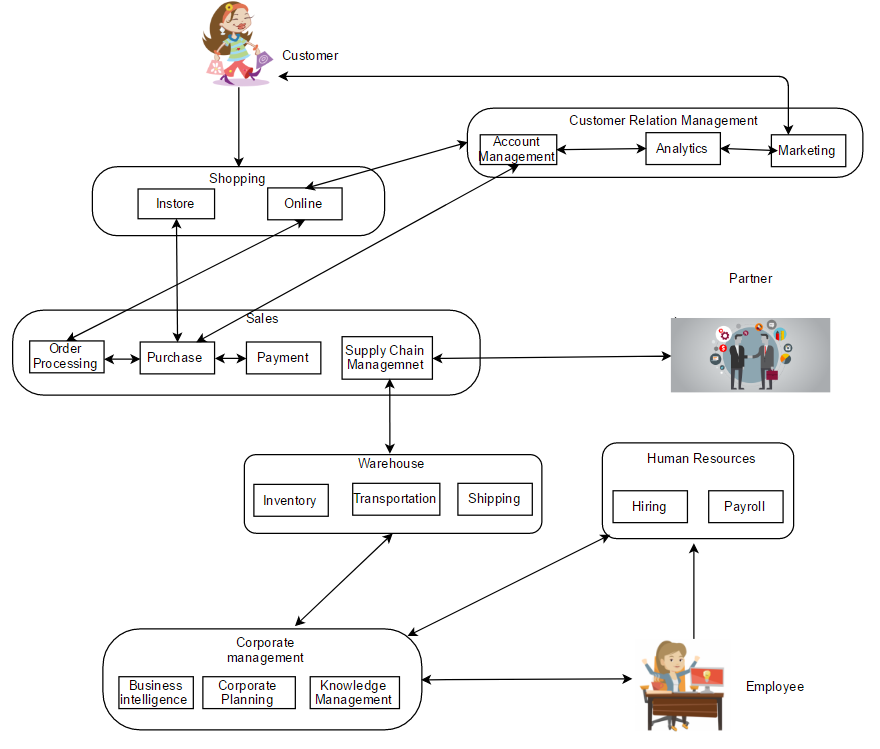 Customer
Customer Relation Management
Account
Management
Analytics
Marketing
Shopping
Instore
Online
Partner
Sales
Order
Processing
Purchase
Payment
Supply Chain
Managemnet
Warehouse
Inventory
Transportation
Shipping
Human Resources
Hiring
Payroll
Corporate
management
Business
intelligence
Corporate
Planning
Knowledge
Management
Employee